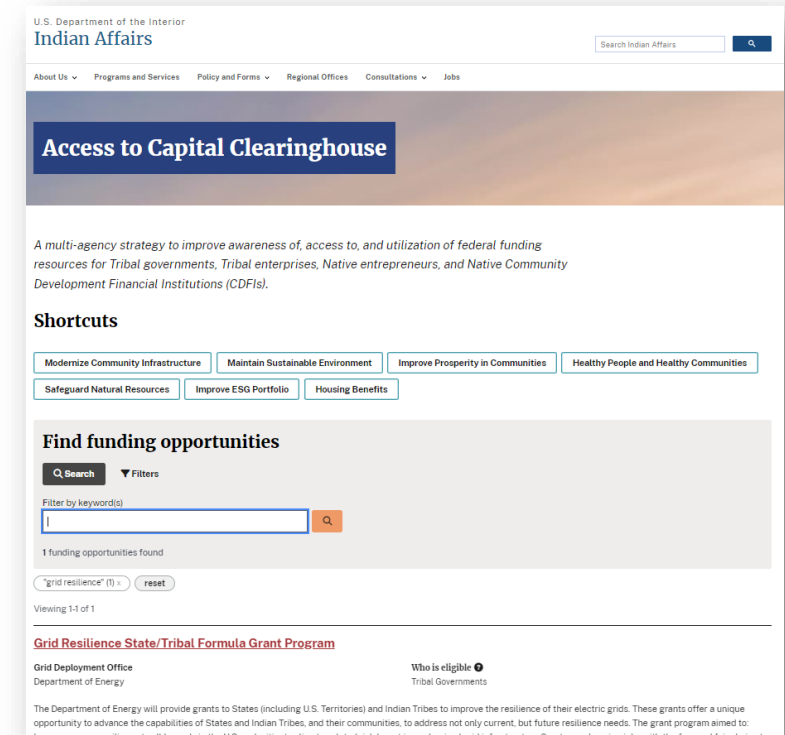 U.S. Department of the Interior
Indian Affairs
Search Indian Affairs
About Us Programs and Services Policy and Forms Regional Offices Consultations Jobs
Access to Capital Clearinghouse
A multi-agency strategy to improve awareness of, access to, and utilization of federal funding
resources for Tribal governments, Tribal enterprises, Native entrepreneurs, and Native Community
Development Financial Institutions (CDFIs).
Shortcuts
Modernize Community Infrastructure Maintain Sustainable Environment Improve Prosperity in Communities Healthy People and Healthy Communities
Safeguard Natural Resources Improve ESG Portfolio Housing Benefits
Find funding opportunities
Search Filters
Filter by keyword(s)
1 funding opportunities found
"grid resilience" (1) x reset
Viewing 1-1 of 1
Grid Resilience State/Tribal Formula Grant Program
Grid Deployment Office Who is eligible ?
Department of Energy Tribal Governments
The Department of Energy will provide grants to States (including U.S. Territories) and Indian Tribes to improve the resilience of their electric grids. These grants offer a unique
opportunity to advance the capabilities of States and Indian Tribes, and their communities, to address not only current, but future resilience needs. The grant program aimed to: